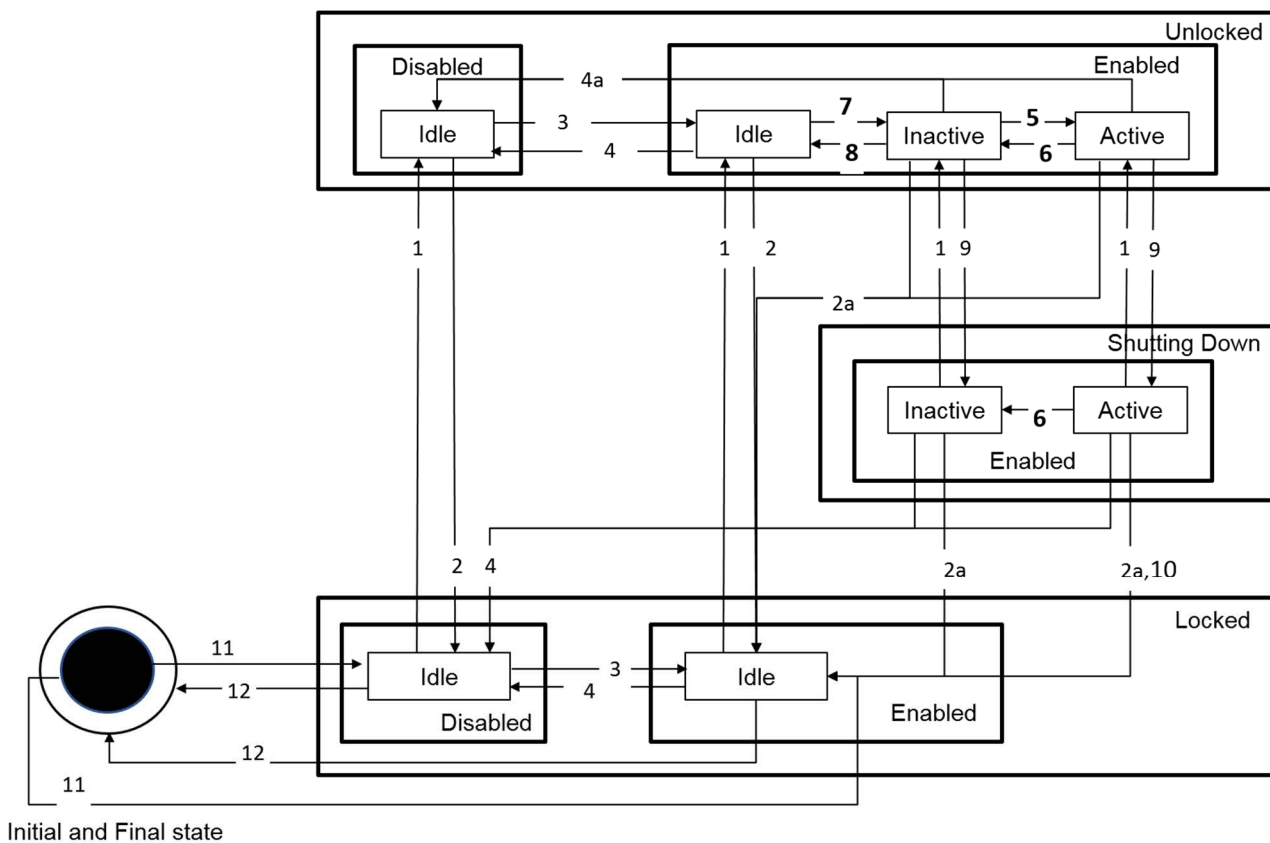 Unlocked
Disabled
Enabled
4a
Idle
3
4
Idle
7
8
Inactive
5
6
Active
1
1
2
1
9
1
9
2a
Shutting Down
Inactive
6
Active
Enabled
2
4
2a
2a,10
Locked
11
12
Idle
Disabled
3
4
Idle
Enabled
12
11
Initial and Final state